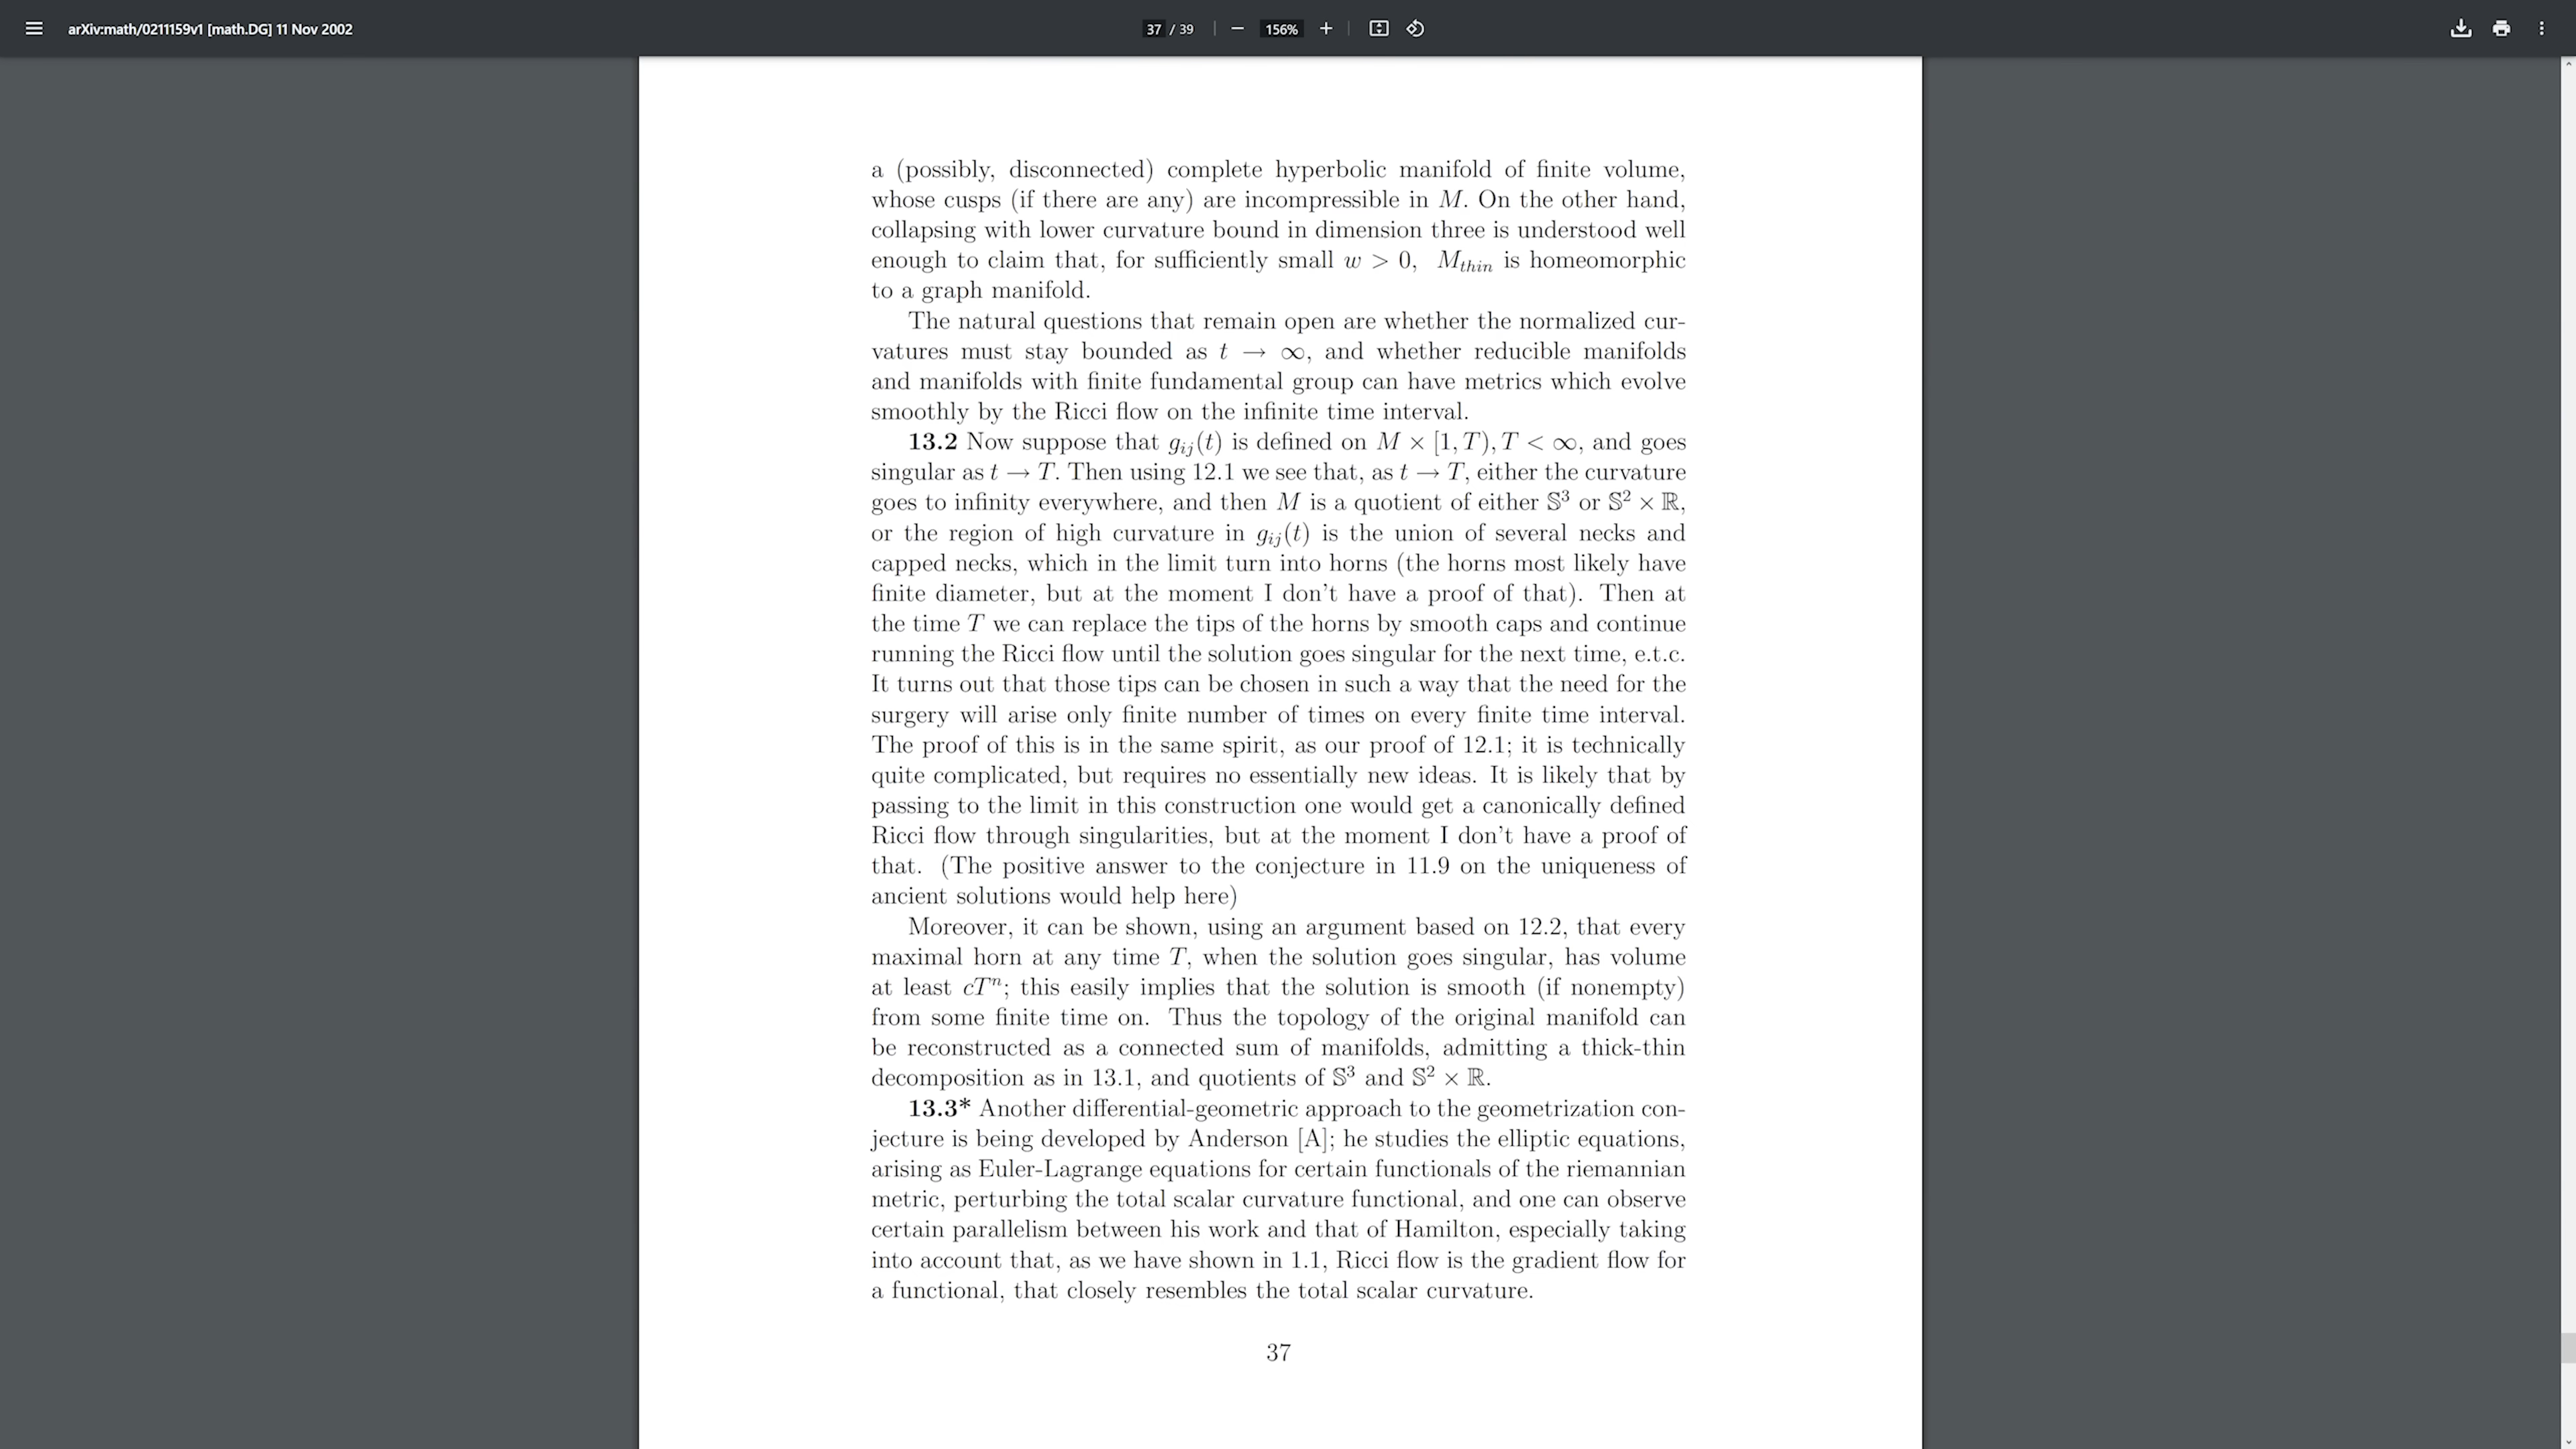 arXiv:math/0211159v1 [math.DG] 11 Nov 2002
37 / 39
156%
a (possibly, disconnected) complete hyperbolic manifold of finite volume,
whose cusps (if there are any) are incompressible in M. On the other hand,
collapsing with lower curvature bound in dimension three is understood well
enough to claim that, for sufficiently small w > 0, M_thin is homeomorphic
to a graph manifold.
The natural questions that remain open are whether the normalized cur-
vatures must stay bounded as t → ∞, and whether reducible manifolds
and manifolds with finite fundamental group can have metrics which evolve
smoothly by the Ricci flow on the infinite time interval.
13.2 Now suppose that g_ij(t) is defined on M × [1, T), T < ∞, and goes
singular as t → T. Then using 12.1 we see that, as t → T, either the curvature
goes to infinity everywhere, and then M is a quotient of either 𝕊³ or 𝕊² × ℝ,
or the region of high curvature in g_ij(t) is the union of several necks and
capped necks, which in the limit turn into horns (the horns most likely have
finite diameter, but at the moment I don't have a proof of that). Then at
the time T we can replace the tips of the horns by smooth caps and continue
running the Ricci flow until the solution goes singular for the next time, e.t.c.
It turns out that those tips can be chosen in such a way that the need for the
surgery will arise only finite number of times on every finite time interval.
The proof of this is in the same spirit, as our proof of 12.1; it is technically
quite complicated, but requires no essentially new ideas. It is likely that by
passing to the limit in this construction one would get a canonically defined
Ricci flow through singularities, but at the moment I don't have a proof of
that. (The positive answer to the conjecture in 11.9 on the uniqueness of
ancient solutions would help here)
Moreover, it can be shown, using an argument based on 12.2, that every
maximal horn at any time T, when the solution goes singular, has volume
at least cTⁿ; this easily implies that the solution is smooth (if nonempty)
from some finite time on. Thus the topology of the original manifold can
be reconstructed as a connected sum of manifolds, admitting a thick-thin
decomposition as in 13.1, and quotients of 𝕊³ and 𝕊² × ℝ.
13.3* Another differential-geometric approach to the geometrization con-
jecture is being developed by Anderson [A]; he studies the elliptic equations,
arising as Euler-Lagrange equations for certain functionals of the riemannian
metric, perturbing the total scalar curvature functional, and one can observe
certain parallelism between his work and that of Hamilton, especially taking
into account that, as we have shown in 1.1, Ricci flow is the gradient flow for
a functional, that closely resembles the total scalar curvature.
37